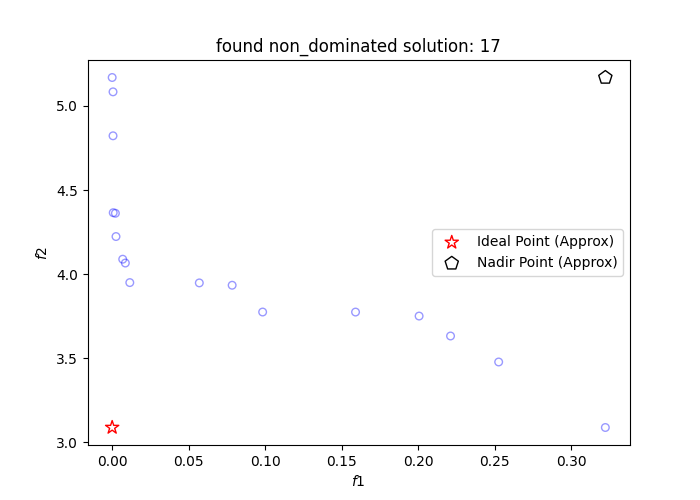 found non_dominated solution: 17
5.0
4.5
4.0
3.5
3.0
f2
Ideal Point (Approx)
Nadir Point (Approx)
0.00 0.05 0.10 0.15 0.20 0.25 0.30
f1